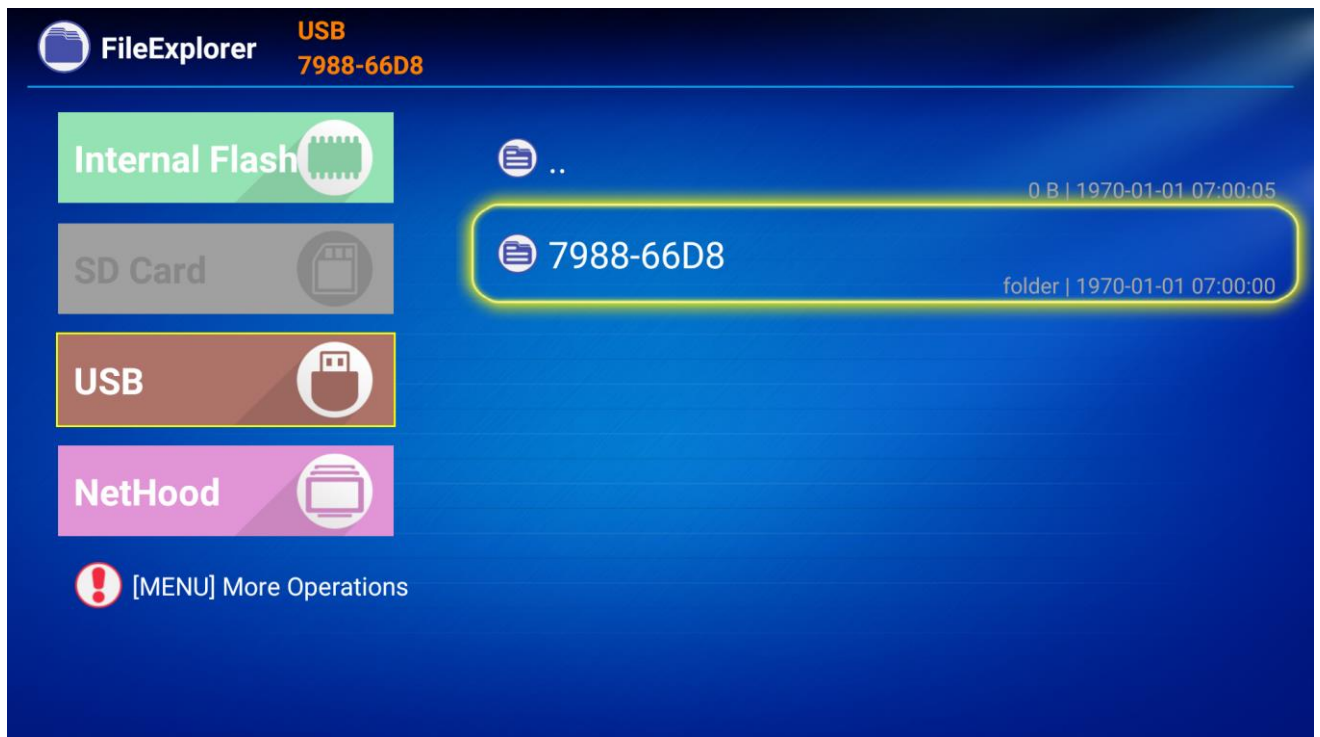 FileExplorer
USB
7988-66D8
Internal Flash
SD Card
USB
NetHood
[MENU] More Operations
..
0 B | 1970-01-01 07:00:05
7988-66D8
folder | 1970-01-01 07:00:00